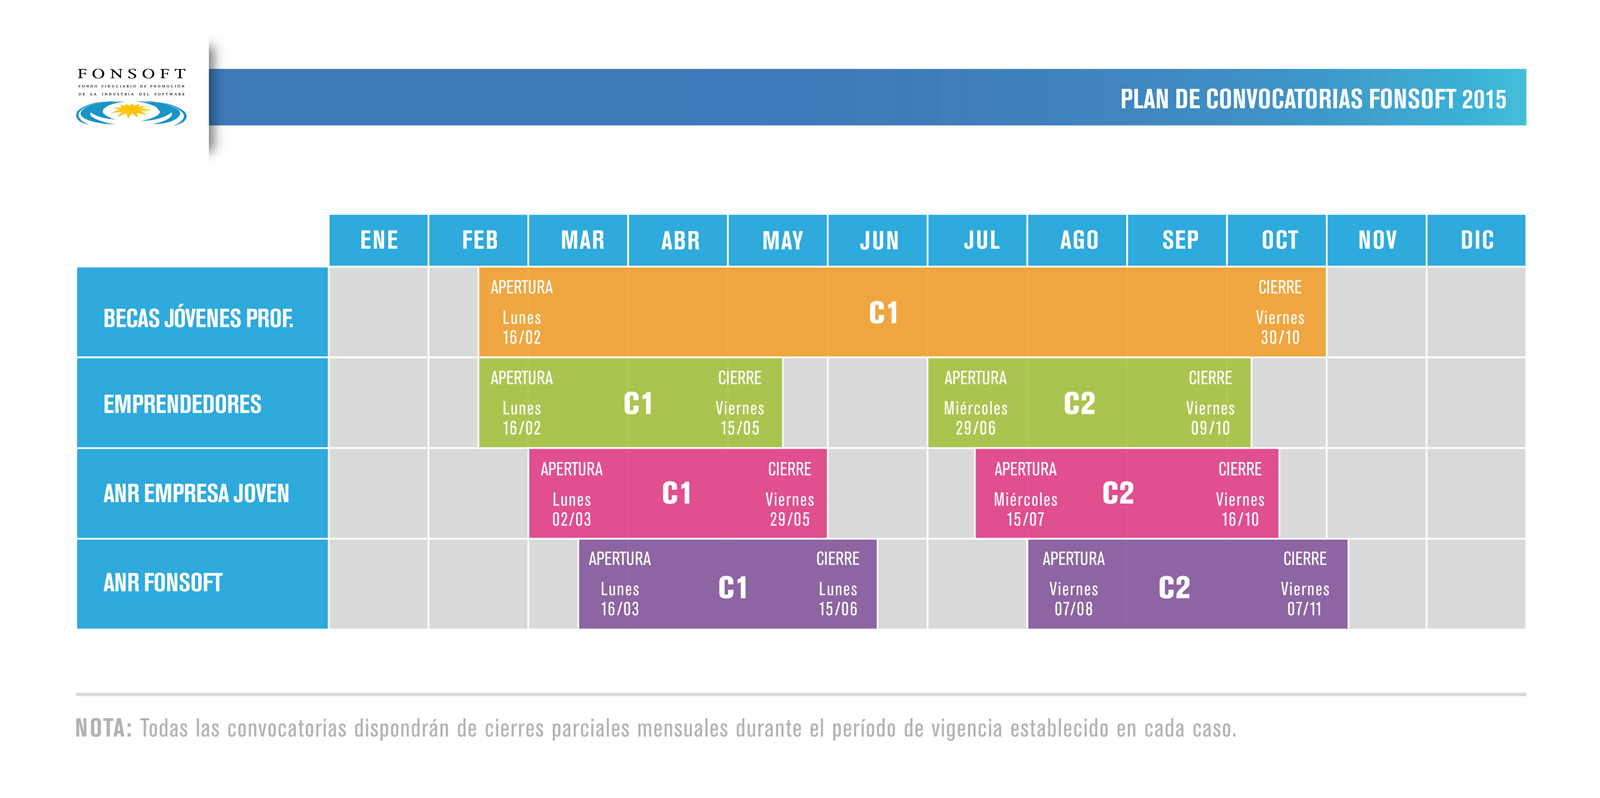 FONSOFT
FONDO FIDUCIARIO DE PROMOCIÓN
DE LA INDUSTRIA DEL SOFTWARE
PLAN DE CONVOCATORIAS FONSOFT 2015
ENE FEB MAR ABR MAY JUN JUL AGO SEP OCT NOV DIC
BECAS JÓVENES PROF.
APERTURA
Lunes
16/02
C1
CIERRE
Viernes
30/10
EMPRENDEDORES
APERTURA
Lunes
16/02
C1
CIERRE
Viernes
15/05
APERTURA
Miércoles
29/06
C2
CIERRE
Viernes
09/10
ANR EMPRESA JOVEN
APERTURA
Lunes
02/03
C1
CIERRE
Viernes
29/05
APERTURA
Miércoles
15/07
C2
CIERRE
Viernes
16/10
ANR FONSOFT
APERTURA
Lunes
16/03
C1
CIERRE
Lunes
15/06
APERTURA
Viernes
07/08
C2
CIERRE
Viernes
07/11
NOTA: Todas las convocatorias dispondrán de cierres parciales mensuales durante el período de vigencia establecido en cada caso.